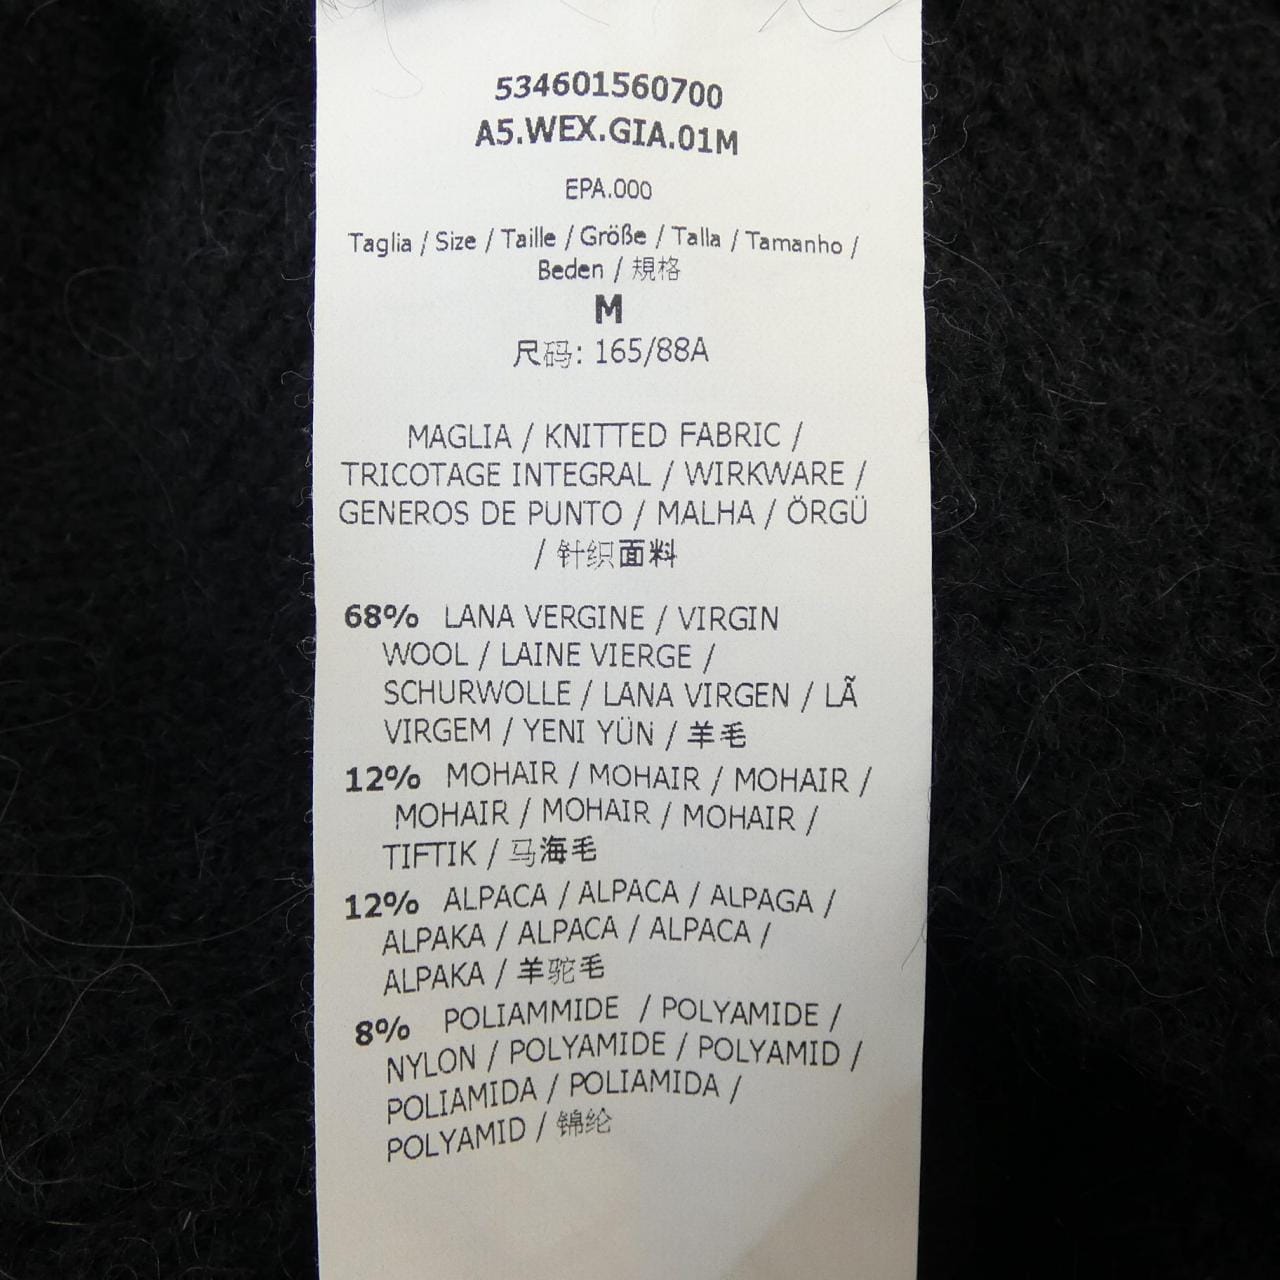 534601560700
A5.WEX.GIA.01M
EPA.000
Taglia / Size / Taille / Größe / Talla / Tamanho /
Beden / 規格
M
尺码: 165/88A
MAGLIA / KNITTED FABRIC /
TRICOTAGE INTEGRAL / WIRKWARE /
GENEROS DE PUNTO / MALHA / ÖRGÜ
/ 针织面料
68% LANA VERGINE / VIRGIN
WOOL / LAINE VIERGE /
SCHURWOLLE / LANA VIRGEN / LÃ
VIRGEM / YENI YÜN / 羊毛
12% MOHAIR / MOHAIR / MOHAIR /
MOHAIR / MOHAIR / MOHAIR /
TIFTIK / 马海毛
12% ALPACA / ALPACA / ALPAGA /
ALPAKA / ALPACA / ALPACA /
ALPAKA / 羊驼毛
8% POLIAMMIDE / POLYAMIDE /
NYLON / POLYAMIDE / POLYAMID /
POLIAMIDA / POLIAMIDA /
POLYAMID / 锦纶